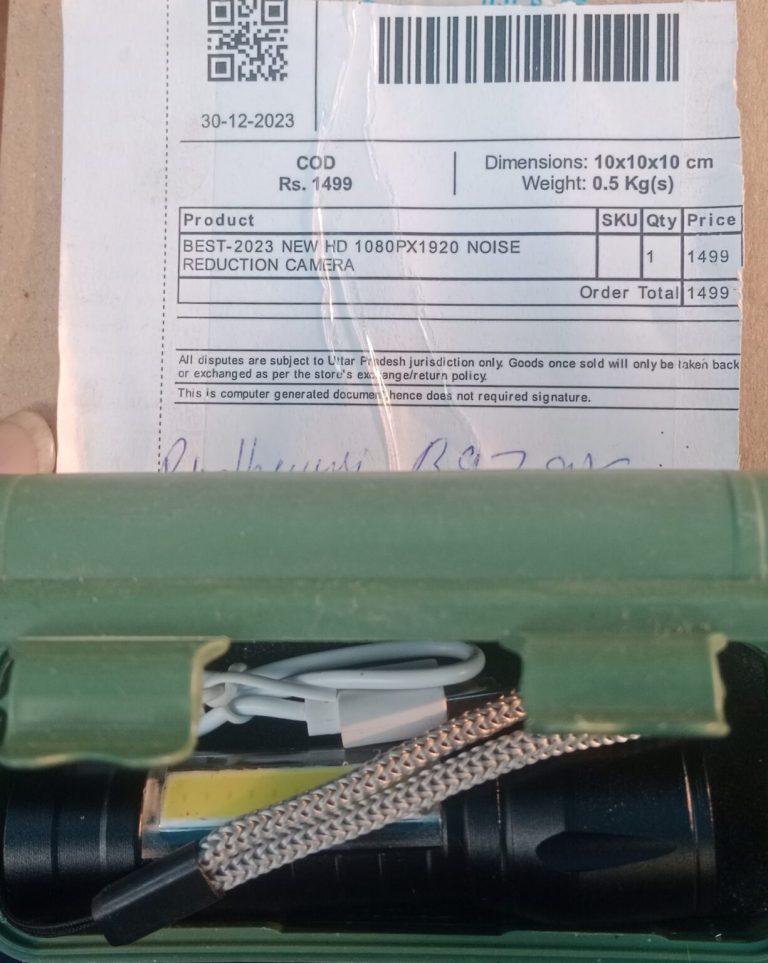 30-12-2023
COD
Rs. 1499
Dimensions: 10x10x10 cm
Weight: 0.5 Kg(s)
Product SKU Qty Price
BEST-2023 NEW HD 1080PX1920 NOISE 1 1499
REDUCTION CAMERA
Order Total 1499
All disputes are subject to Uttar Pradesh jurisdiction only. Goods once sold will only be taken back
or exchanged as per the store's exchange/return policy.
This is computer generated document,hence does not required signature.